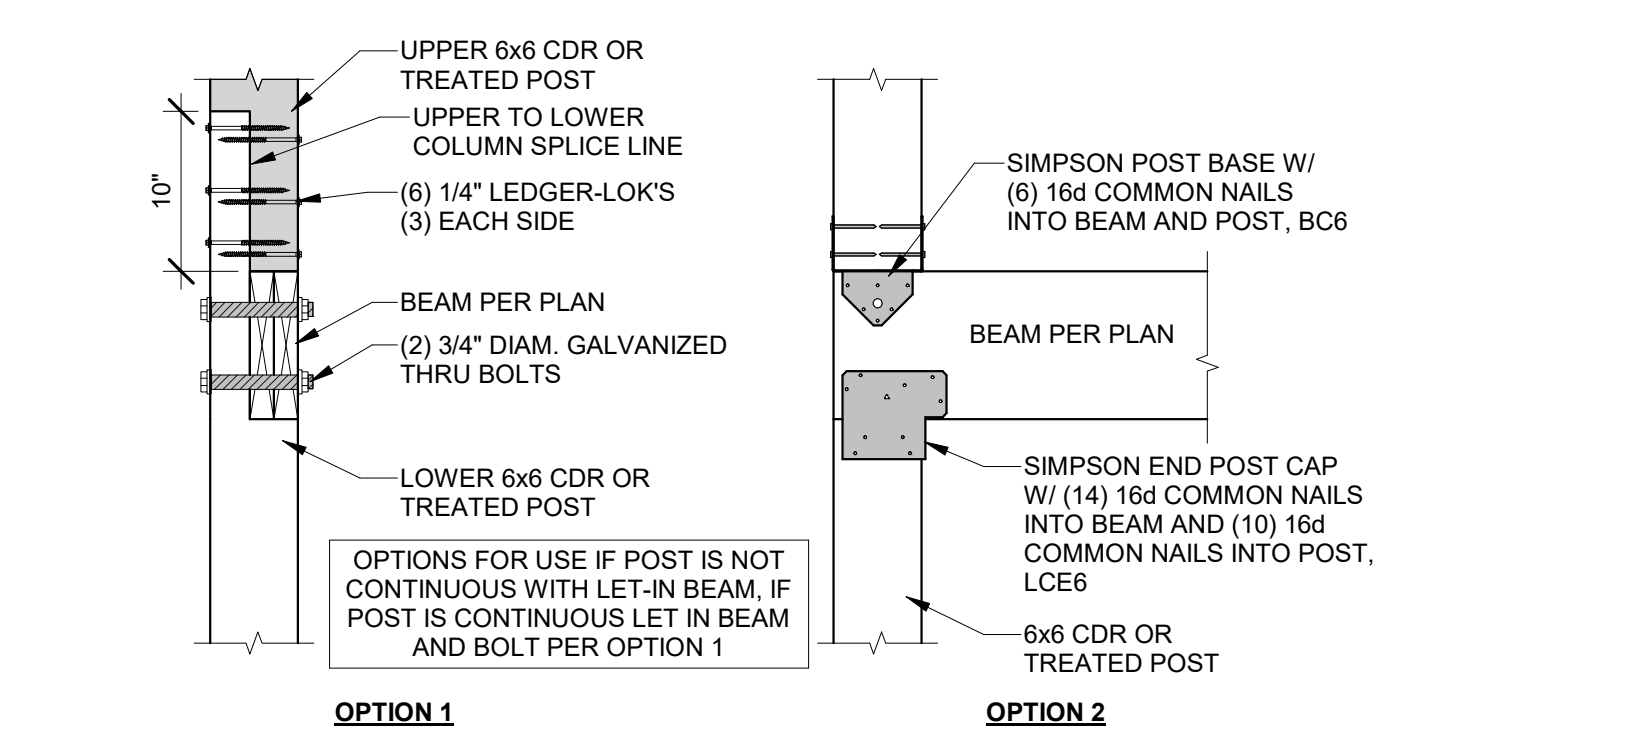 UPPER 6x6 CDR OR
TREATED POST
UPPER TO LOWER
COLUMN SPLICE LINE
10"
(6) 1/4" LEDGER-LOK'S
(3) EACH SIDE
BEAM PER PLAN
(2) 3/4" DIAM. GALVANIZED
THRU BOLTS
LOWER 6x6 CDR OR
TREATED POST
OPTIONS FOR USE IF POST IS NOT
CONTINUOUS WITH LET-IN BEAM, IF
POST IS CONTINUOUS LET IN BEAM
AND BOLT PER OPTION 1
OPTION 1
SIMPSON POST BASE W/
(6) 16d COMMON NAILS
INTO BEAM AND POST, BC6
BEAM PER PLAN
SIMPSON END POST CAP
W/ (14) 16d COMMON NAILS
INTO BEAM AND (10) 16d
COMMON NAILS INTO POST,
LCE6
6x6 CDR OR
TREATED POST
OPTION 2